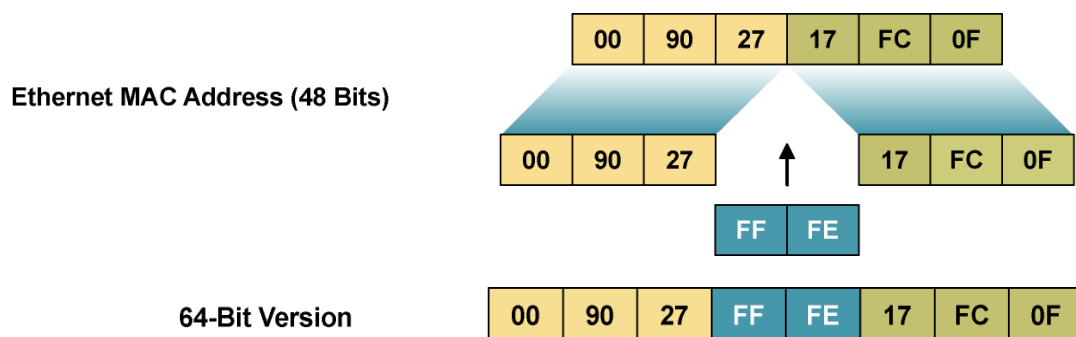 00 90 27 17 FC 0F
Ethernet MAC Address (48 Bits)
00 90 27 17 FC 0F
FF FE
64-Bit Version 00 90 27 FF FE 17 FC 0F